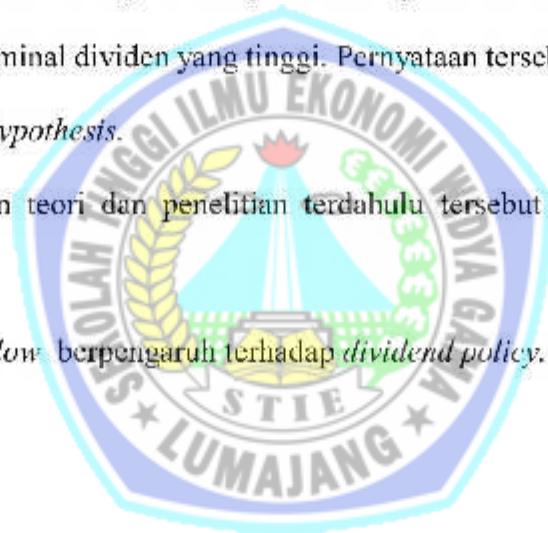 minal dividen yang tinggi. Pernyataan terseb
ypothesis.
n teori dan penelitian terdahulu tersebut
low berpengaruh terhadap dividend policy.
SEKOLAH TINGGI ILMU EKONOMI WIDYA GAMA
STIE
LUMAJANG